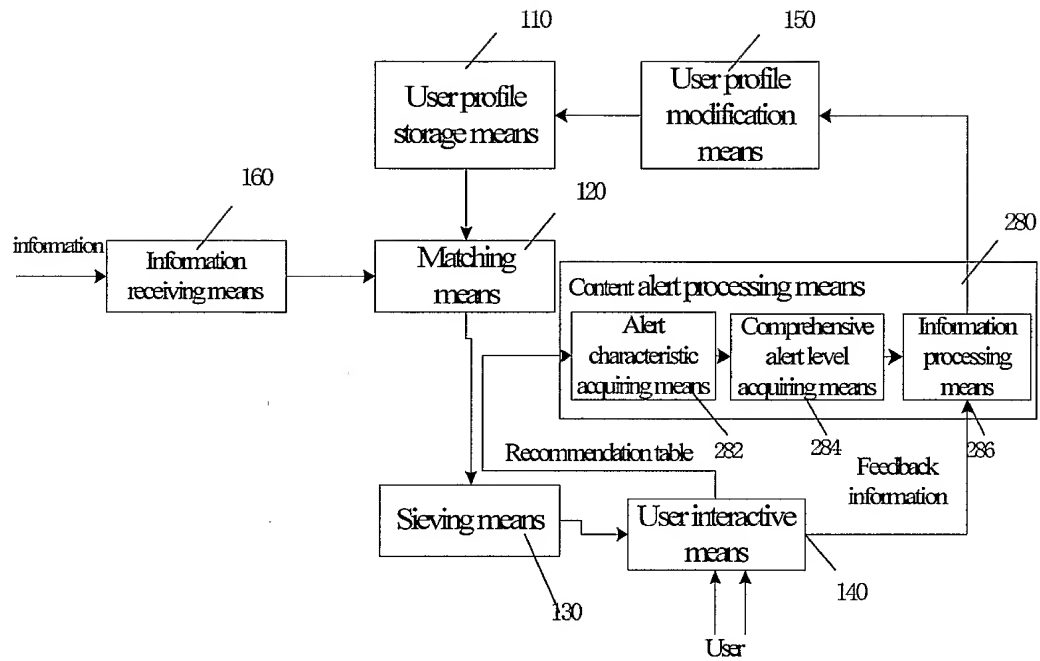 110
150
User profile
storage means
User profile
modification
means
160
120
280
information
Information
receiving means
Matching
means
Content alert processing means
Alert
characteristic
acquiring means
Comprehensive
alert level
acquiring means
Information
processing
means
282
284
286
Recommendation table
Feedback
information
Sieving means
User interactive
means
130
140
User